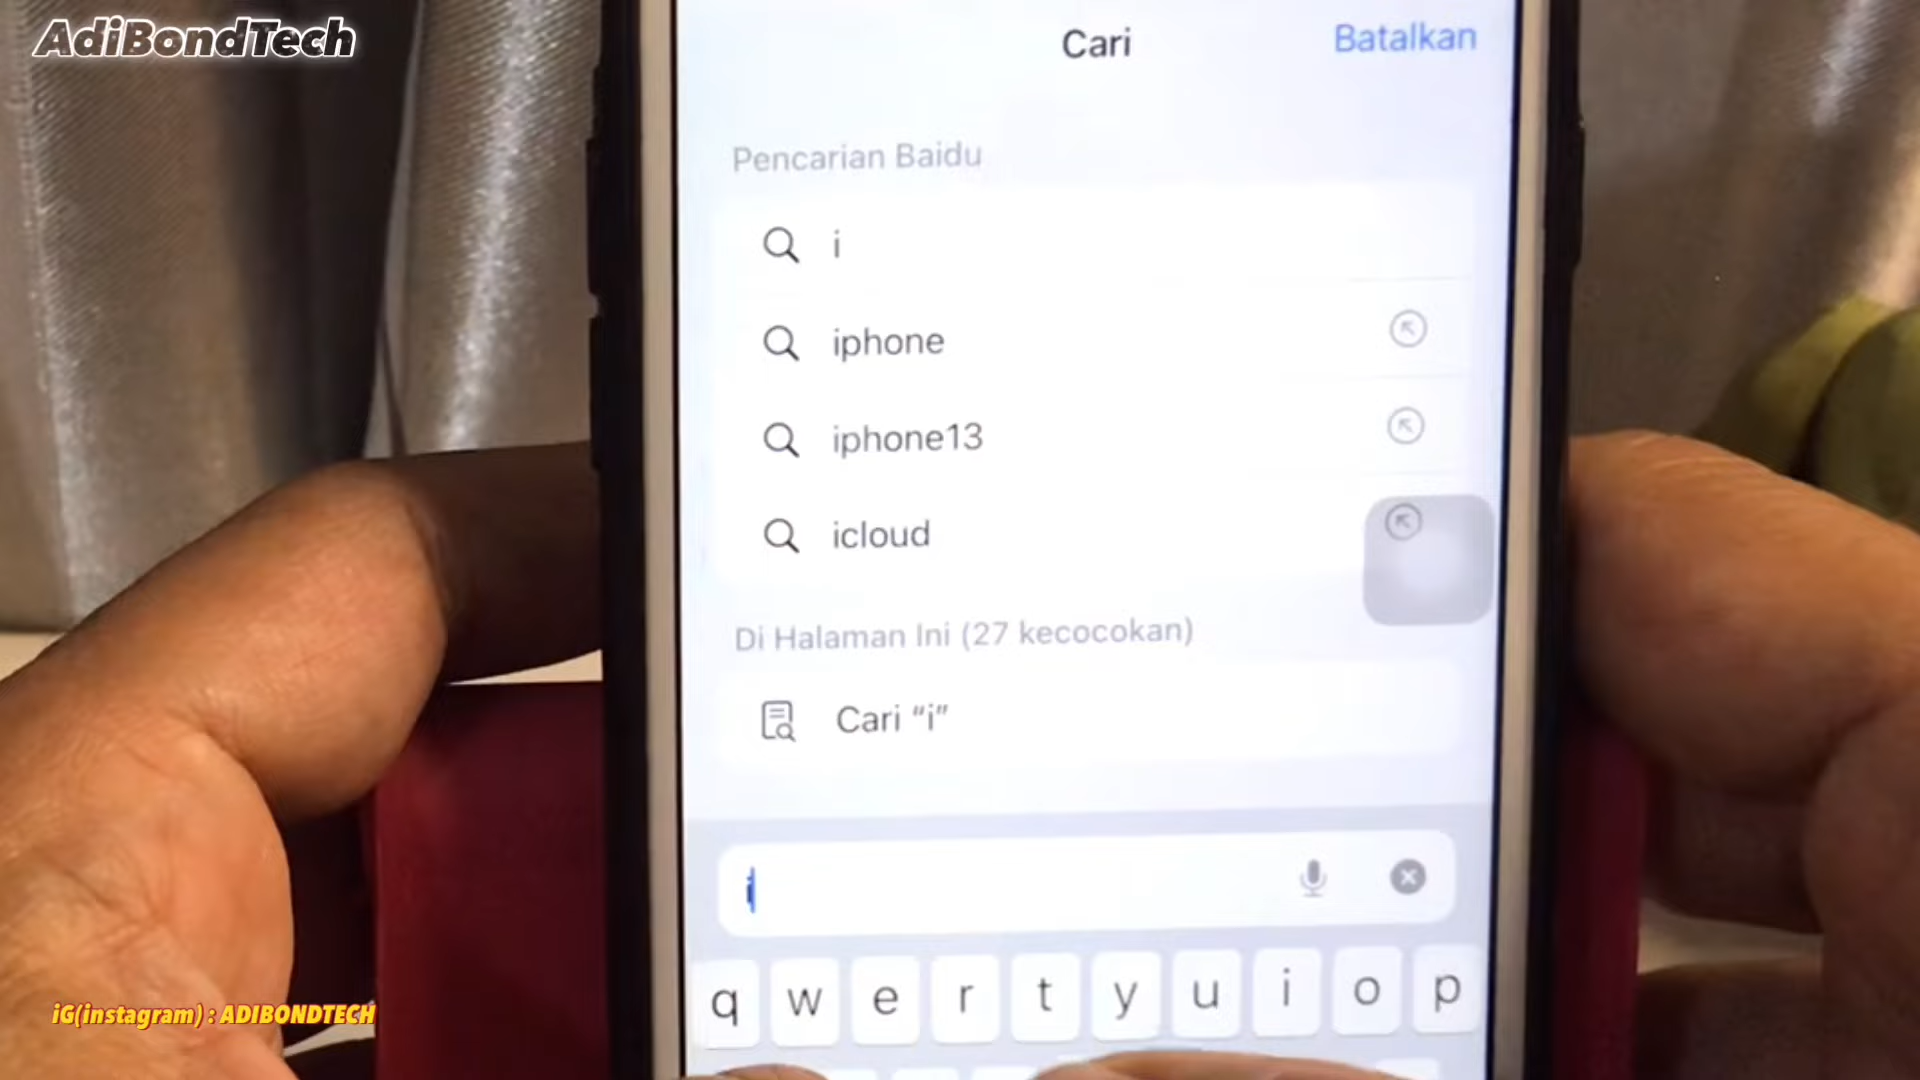 AdiBondTech
Cari
Batalkan
Pencarian Baidu
i
iphone
iphone13
icloud
Di Halaman Ini (27 kecocokan)
Cari “i”
i
q w e r t y u i o p
iG(instagram) : ADIBONDTECH